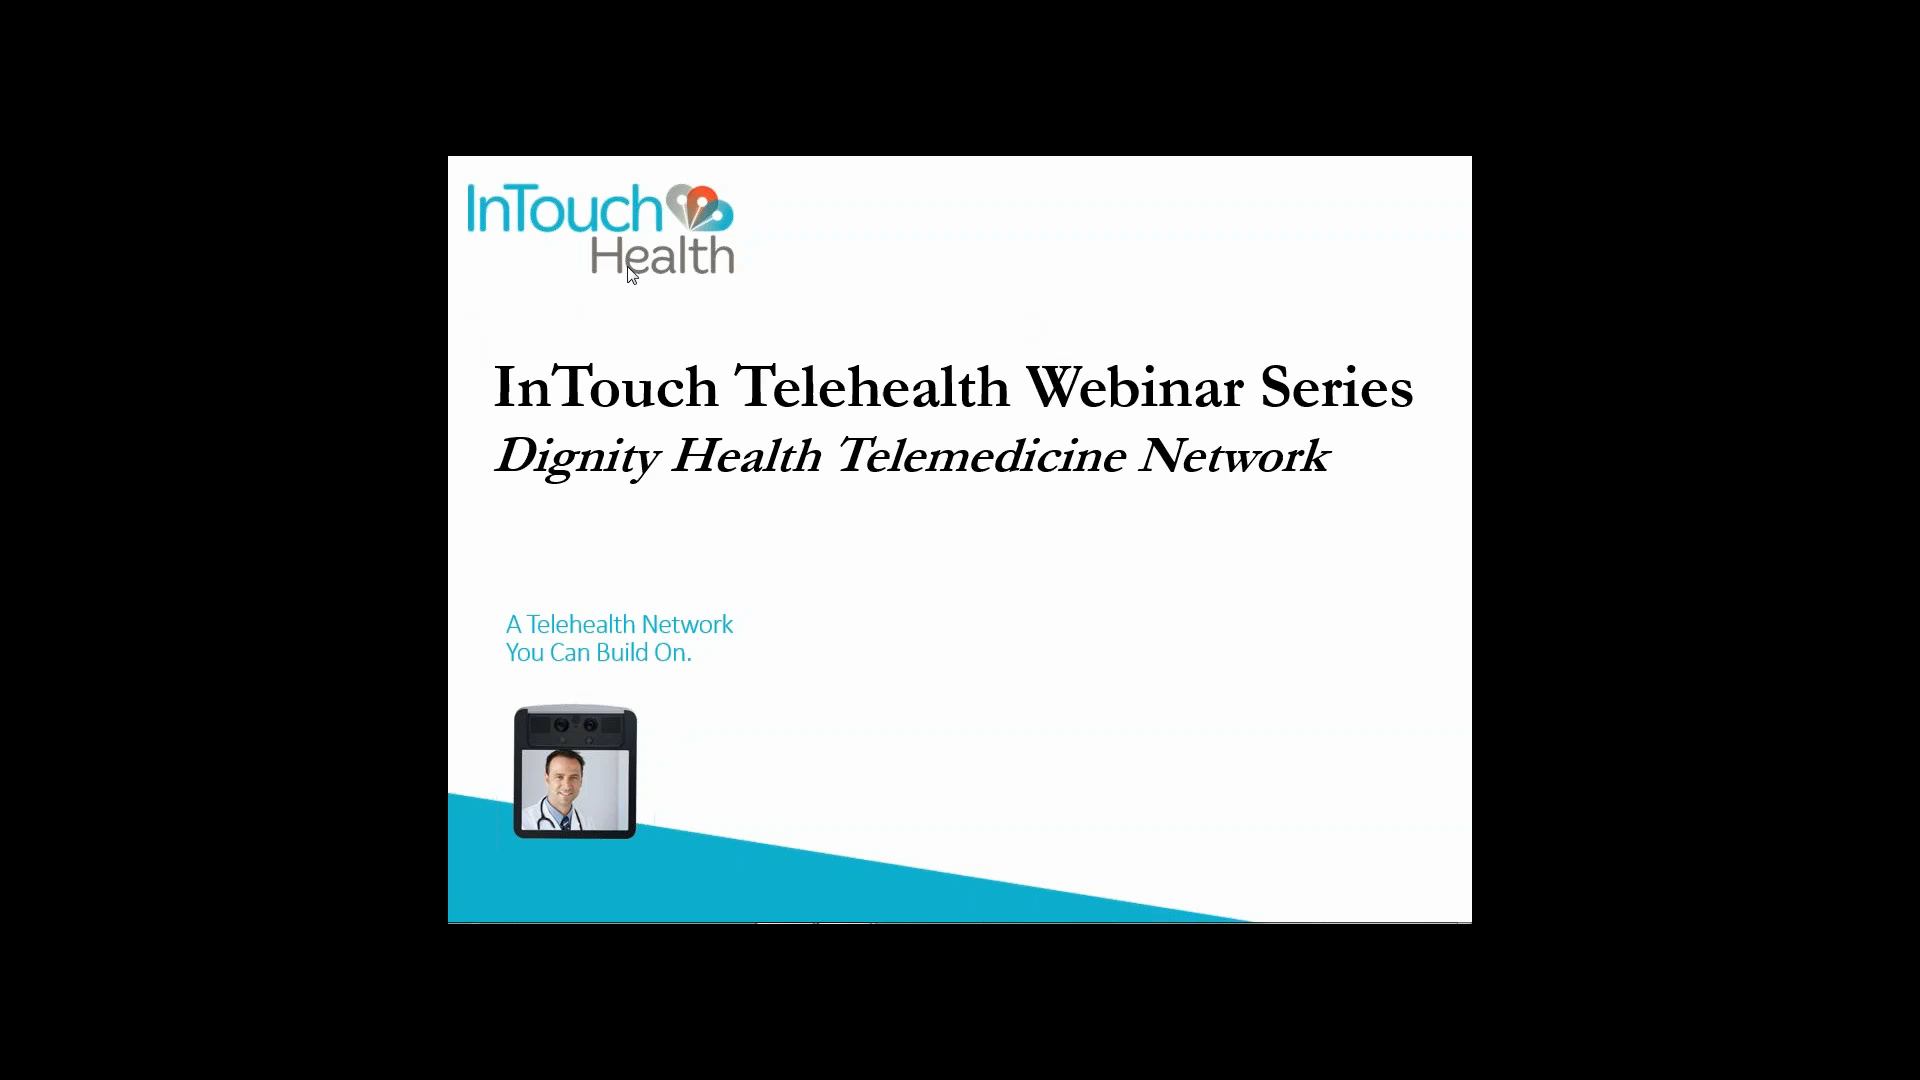 InTouch
Health
InTouch Telehealth Webinar Series
Dignity Health Telemedicine Network
A Telehealth Network
You Can Build On.